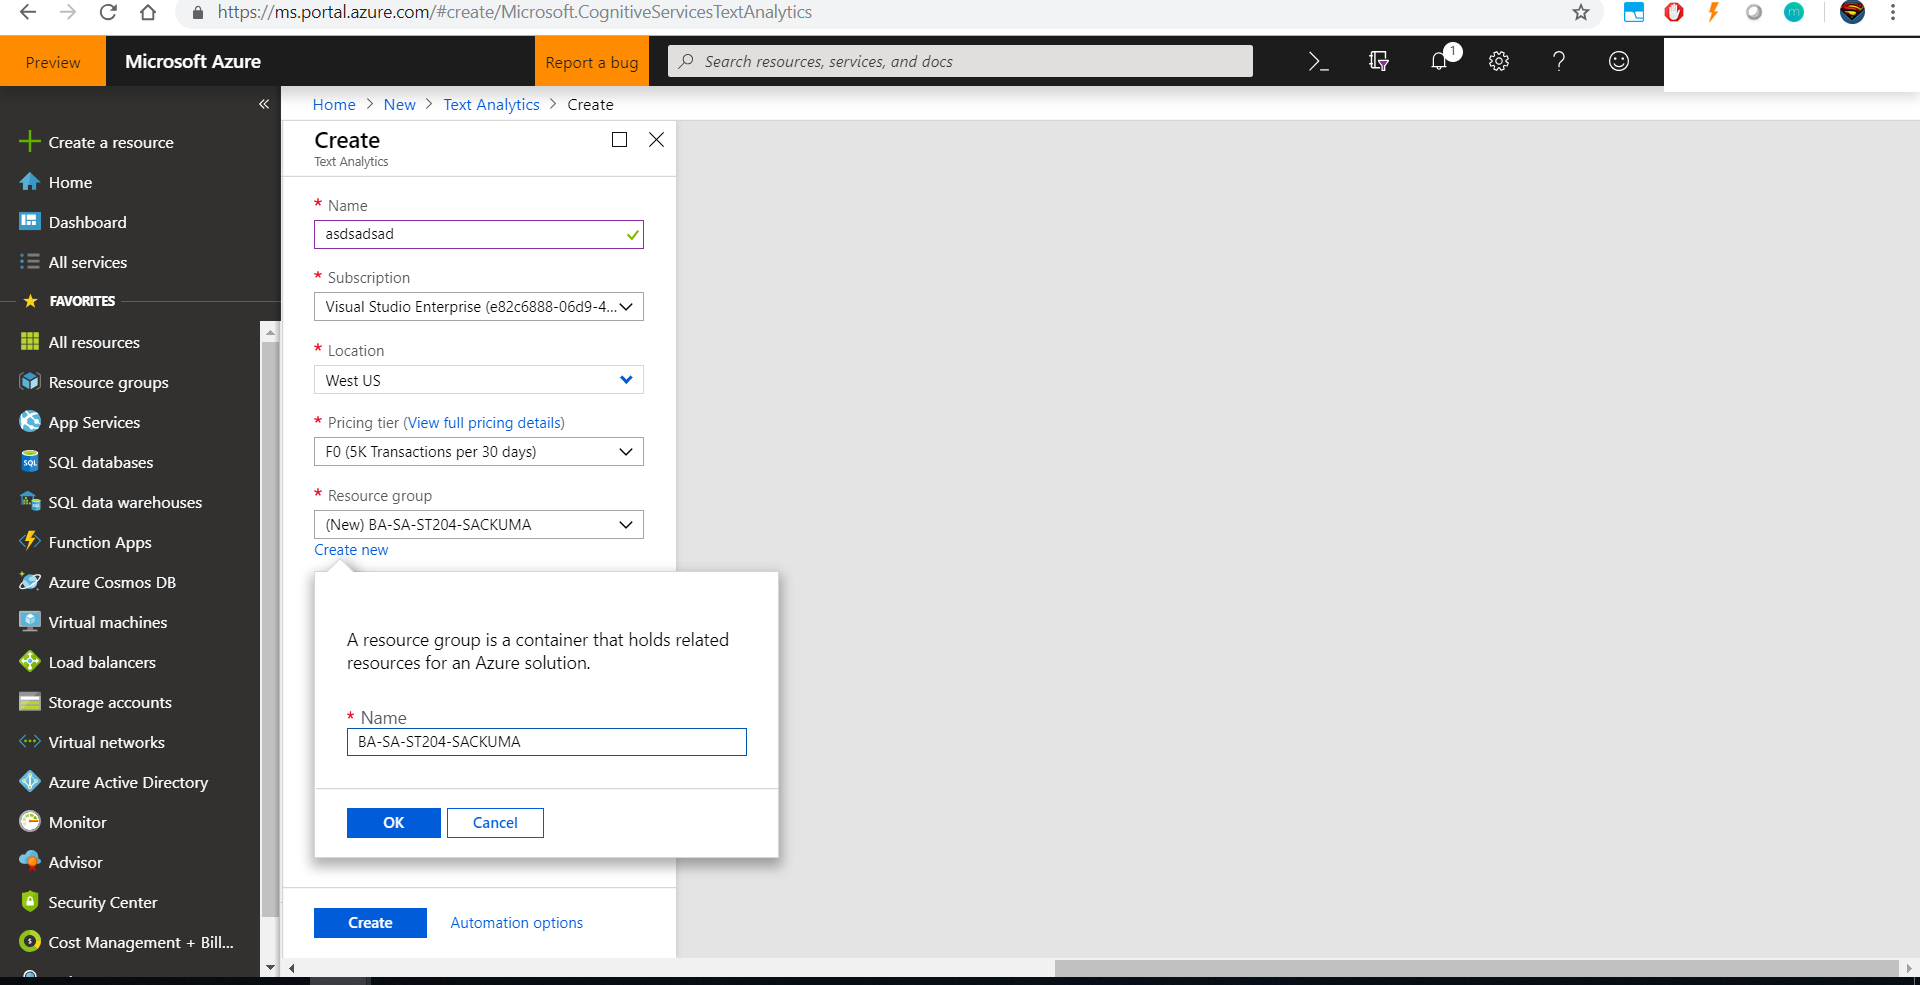 https://ms.portal.azure.com/#create/Microsoft.CognitiveServicesTextAnalytics
m
Preview
Microsoft Azure
Report a bug
Search resources, services, and docs
1
Home > New > Text Analytics > Create
Create a resource
Home
Dashboard
All services
FAVORITES
All resources
Resource groups
App Services
SQL databases
SQL data warehouses
Function Apps
Azure Cosmos DB
Virtual machines
Load balancers
Storage accounts
Virtual networks
Azure Active Directory
Monitor
Advisor
Security Center
Cost Management + Bill...
Create
Text Analytics
* Name
asdsadsad
* Subscription
Visual Studio Enterprise (e82c6888-06d9-4...
* Location
West US
* Pricing tier (View full pricing details)
F0 (5K Transactions per 30 days)
* Resource group
(New) BA-SA-ST204-SACKUMA
Create new
A resource group is a container that holds related
resources for an Azure solution.
* Name
BA-SA-ST204-SACKUMA
OK
Cancel
Create
Automation options